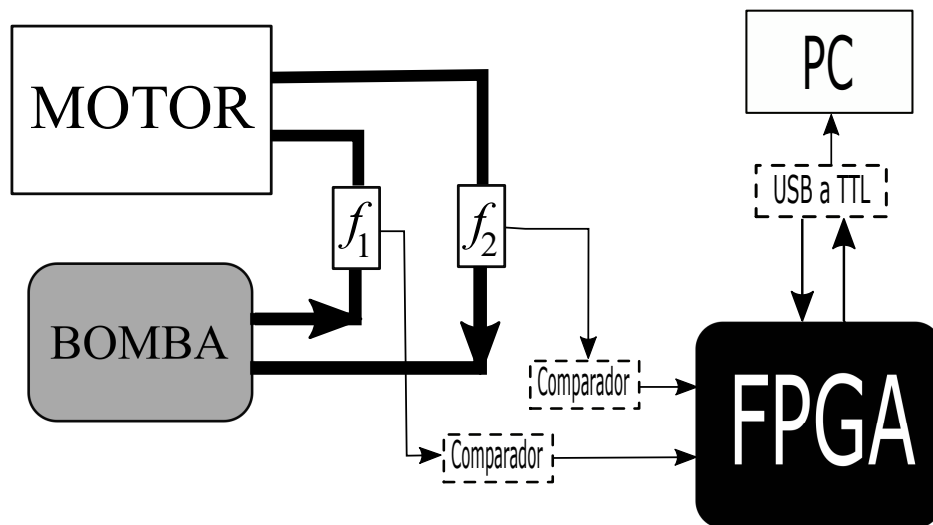 MOTOR
PC
USB a TTL
f1
f2
BOMBA
Comparador
FPGA
Comparador